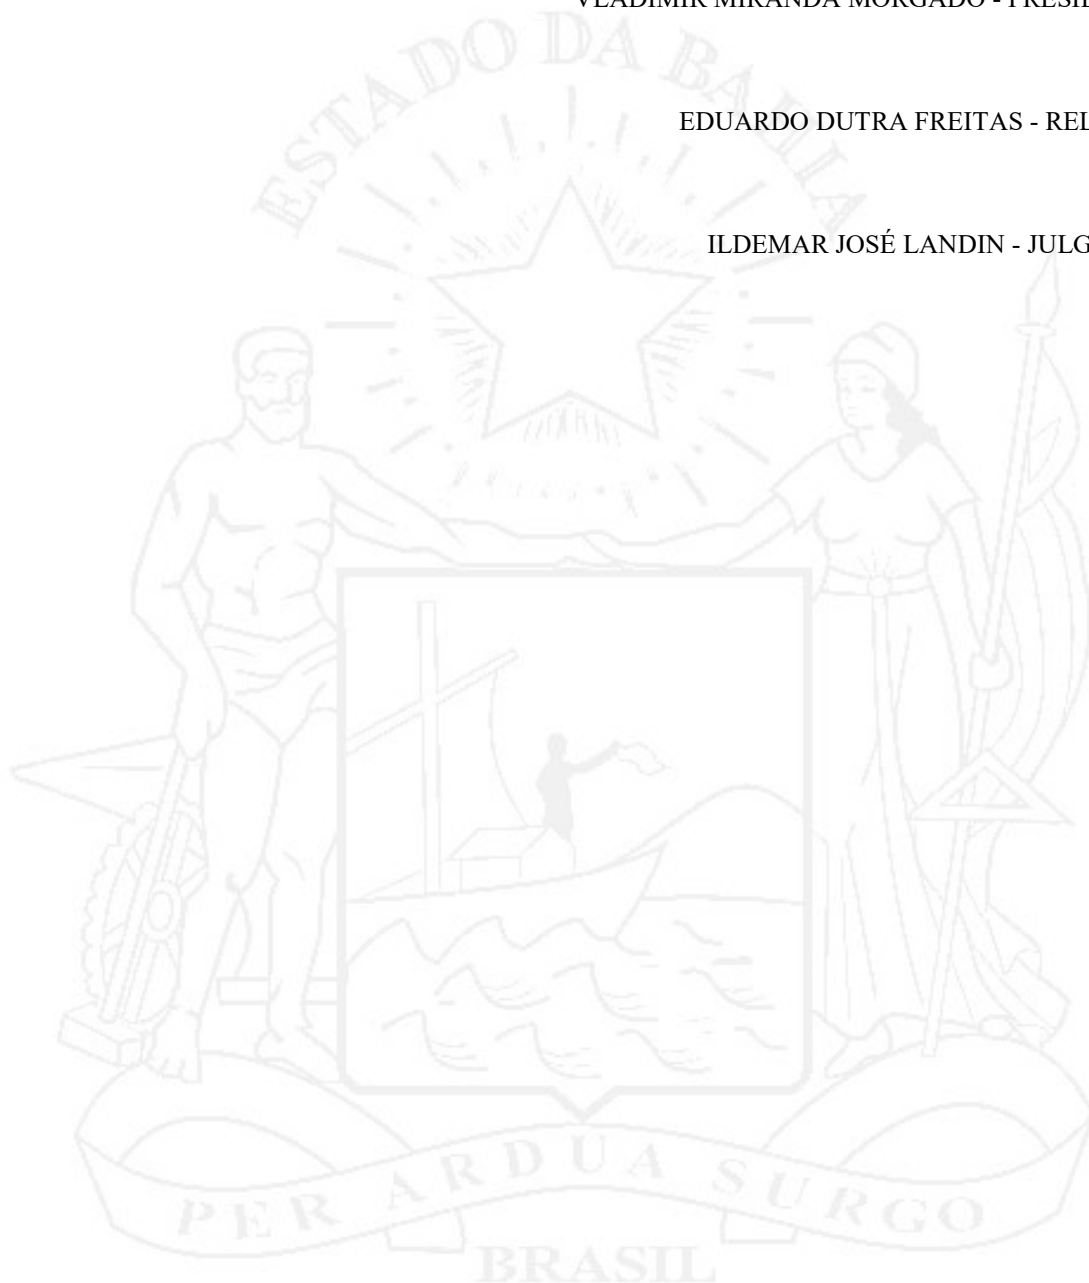 VLADIMIR MIRANDA MORGADO - PRESI
EDUARDO DUTRA FREITAS - REL
ILDEMAR JOSÉ LANDIN - JULG
ESTADO DA BAHIA
PER ARDUA SURGO
BRASIL